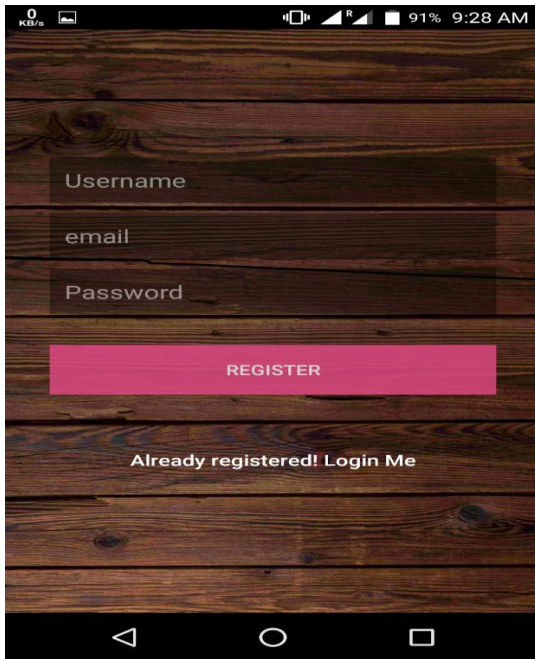 0
KB/s R 91% 9:28 AM
Username
email
Password
REGISTER
Already registered! Login Me